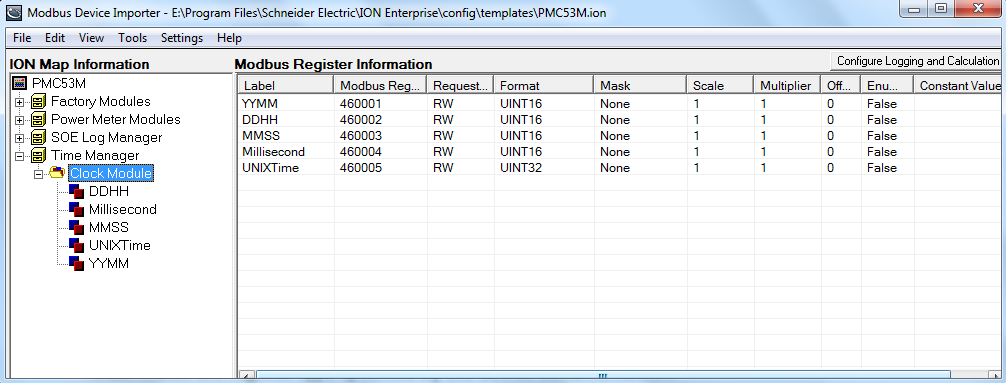 Modbus Device Importer - E:\Program Files\Schneider Electric\ION Enterprise\config\templates\PMC53M.ion
File Edit View Tools Settings Help
ION Map Information
PMC53M
Factory Modules
Power Meter Modules
SOE Log Manager
Time Manager
Clock Module
DDHH
Millisecond
MMSS
UNIXTime
YYMM
Modbus Register Information
Configure Logging and Calculation
Label Modbus Reg... Request... Format Mask Scale Multiplier Off... Enu... Constant Value
YYMM 460001 RW UINT16 None 1 1 0 False
DDHH 460002 RW UINT16 None 1 1 0 False
MMSS 460003 RW UINT16 None 1 1 0 False
Millisecond 460004 RW UINT16 None 1 1 0 False
UNIXTime 460005 RW UINT32 None 1 1 0 False